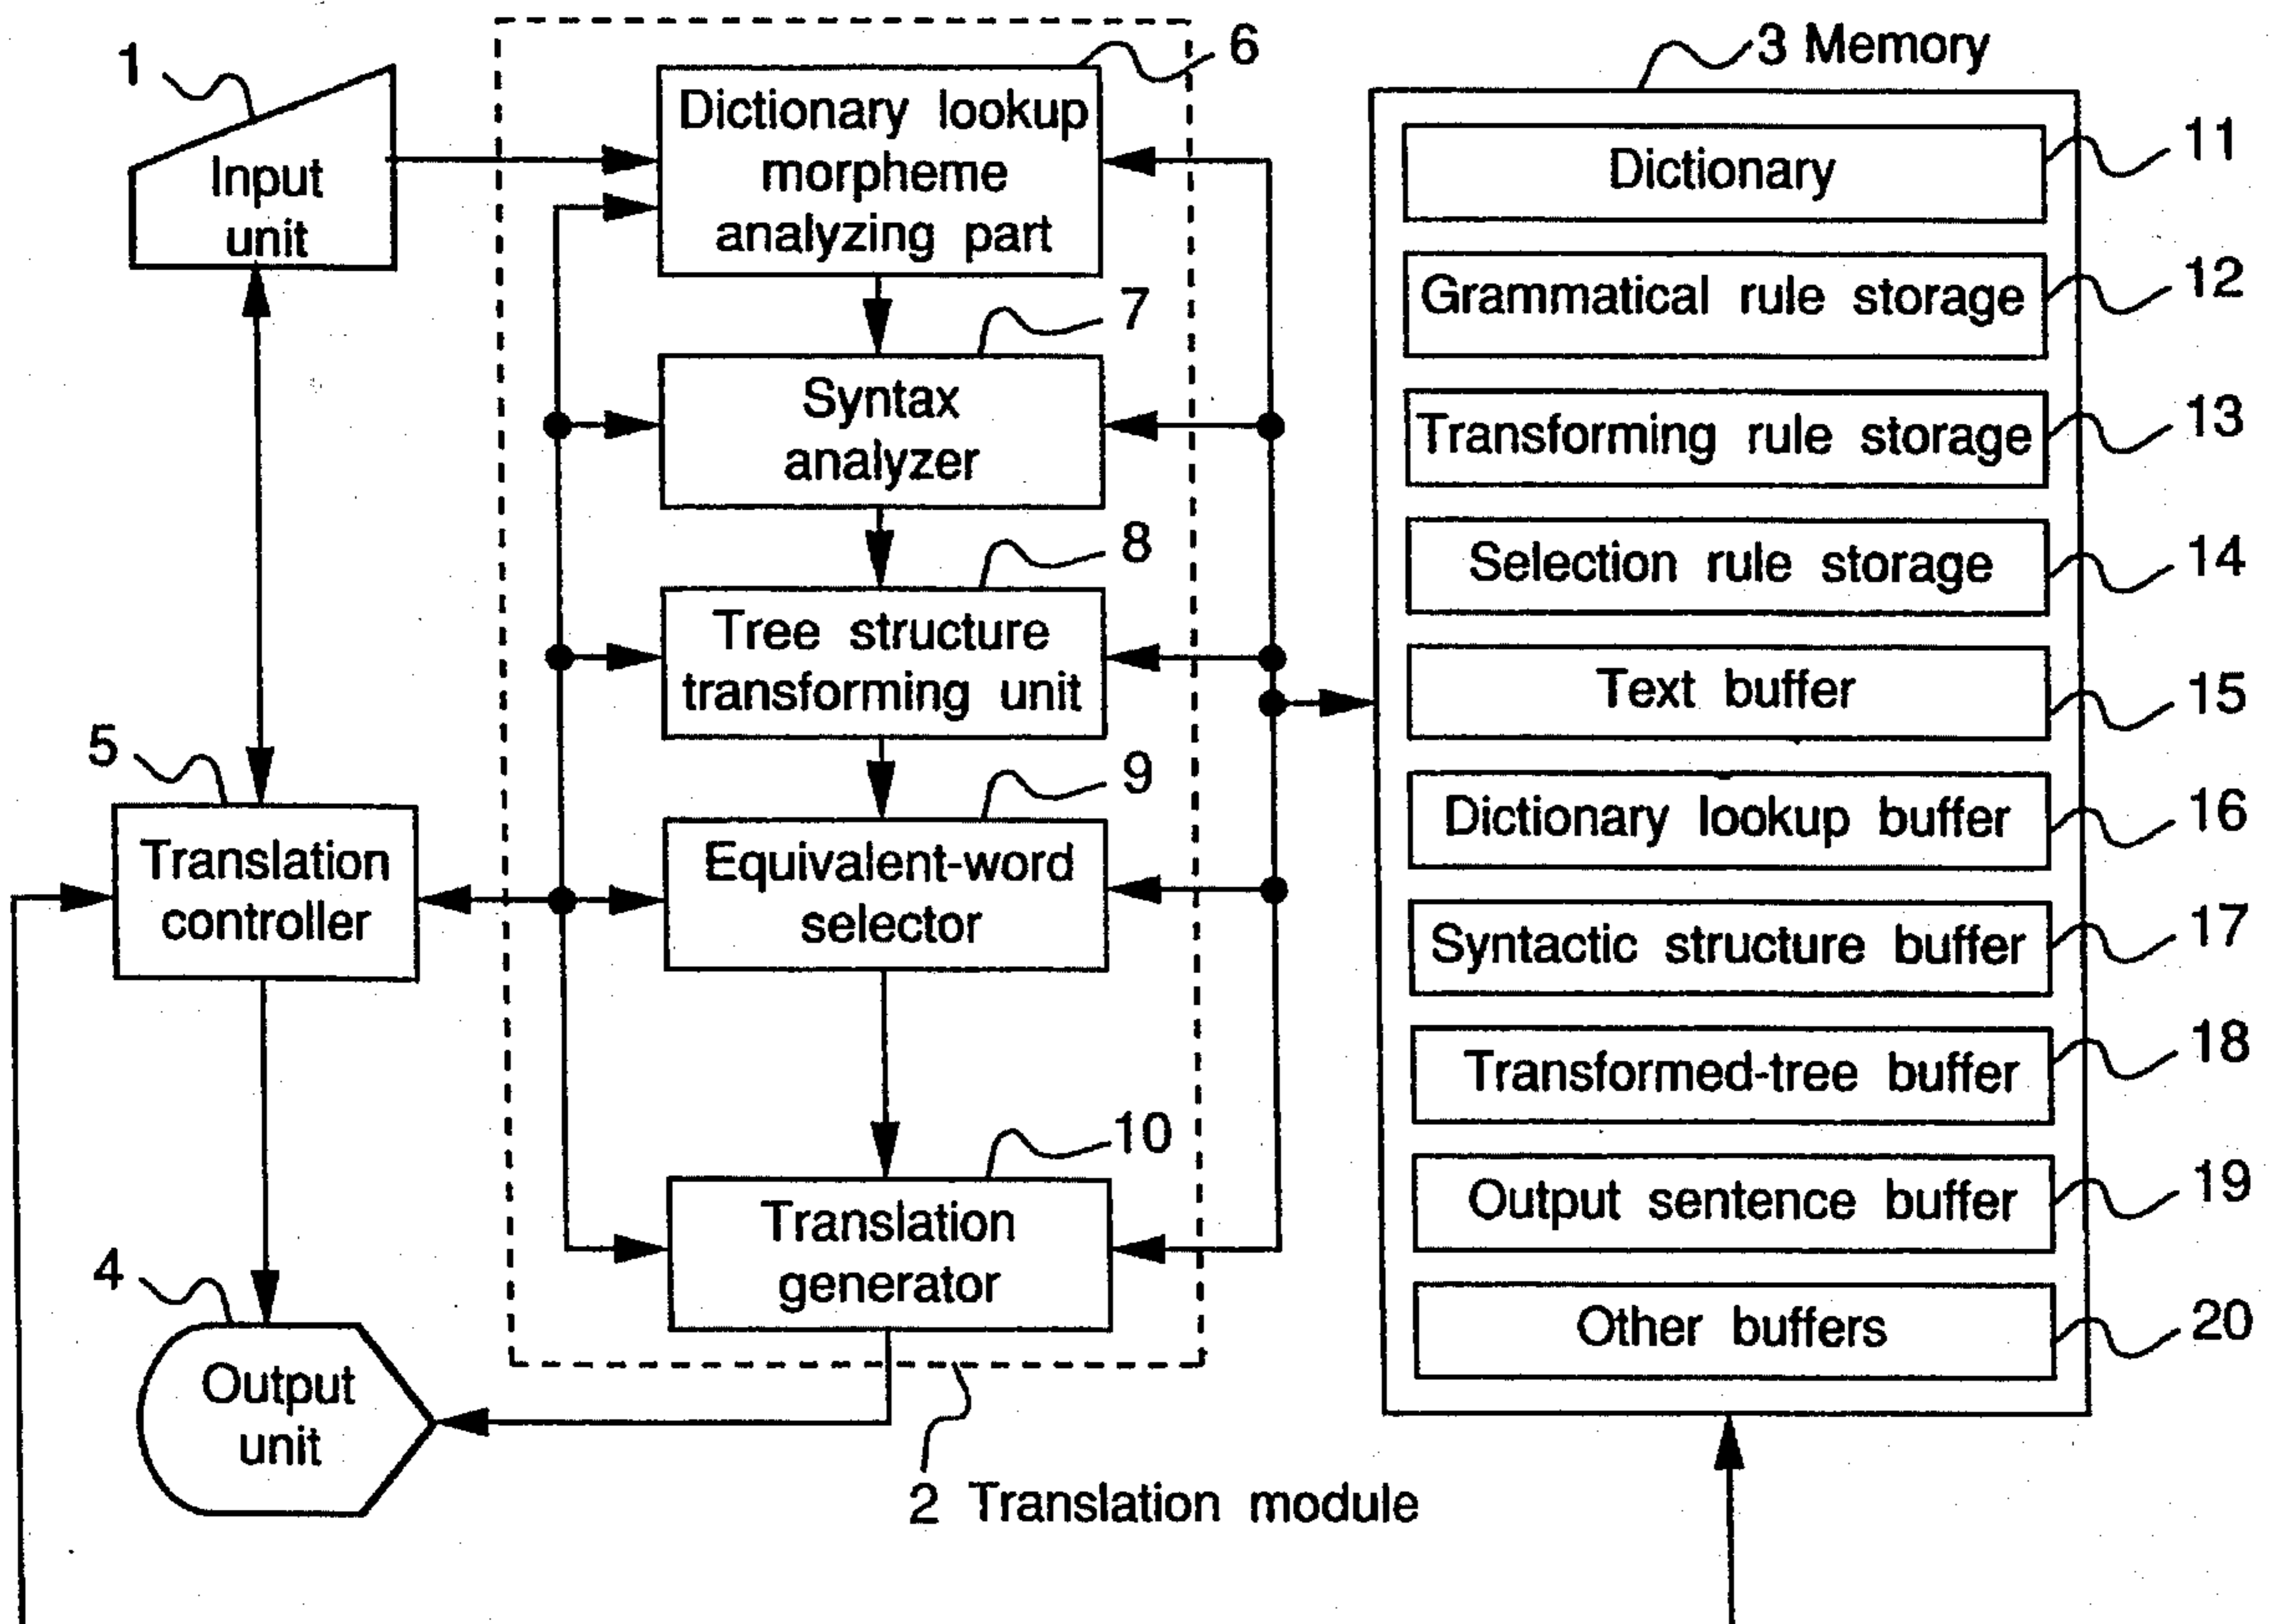 1
Input
unit
5
Translation
controller
4
Output
unit
6
Dictionary lookup
morpheme
analyzing part
7
Syntax
analyzer
8
Tree structure
transforming unit
9
Equivalent-word
selector
10
Translation
generator
2 Translation module
3 Memory
Dictionary
11
Grammatical rule storage
12
Transforming rule storage
13
Selection rule storage
14
Text buffer
15
Dictionary lookup buffer
16
Syntactic structure buffer
17
Transformed-tree buffer
18
Output sentence buffer
19
Other buffers
20